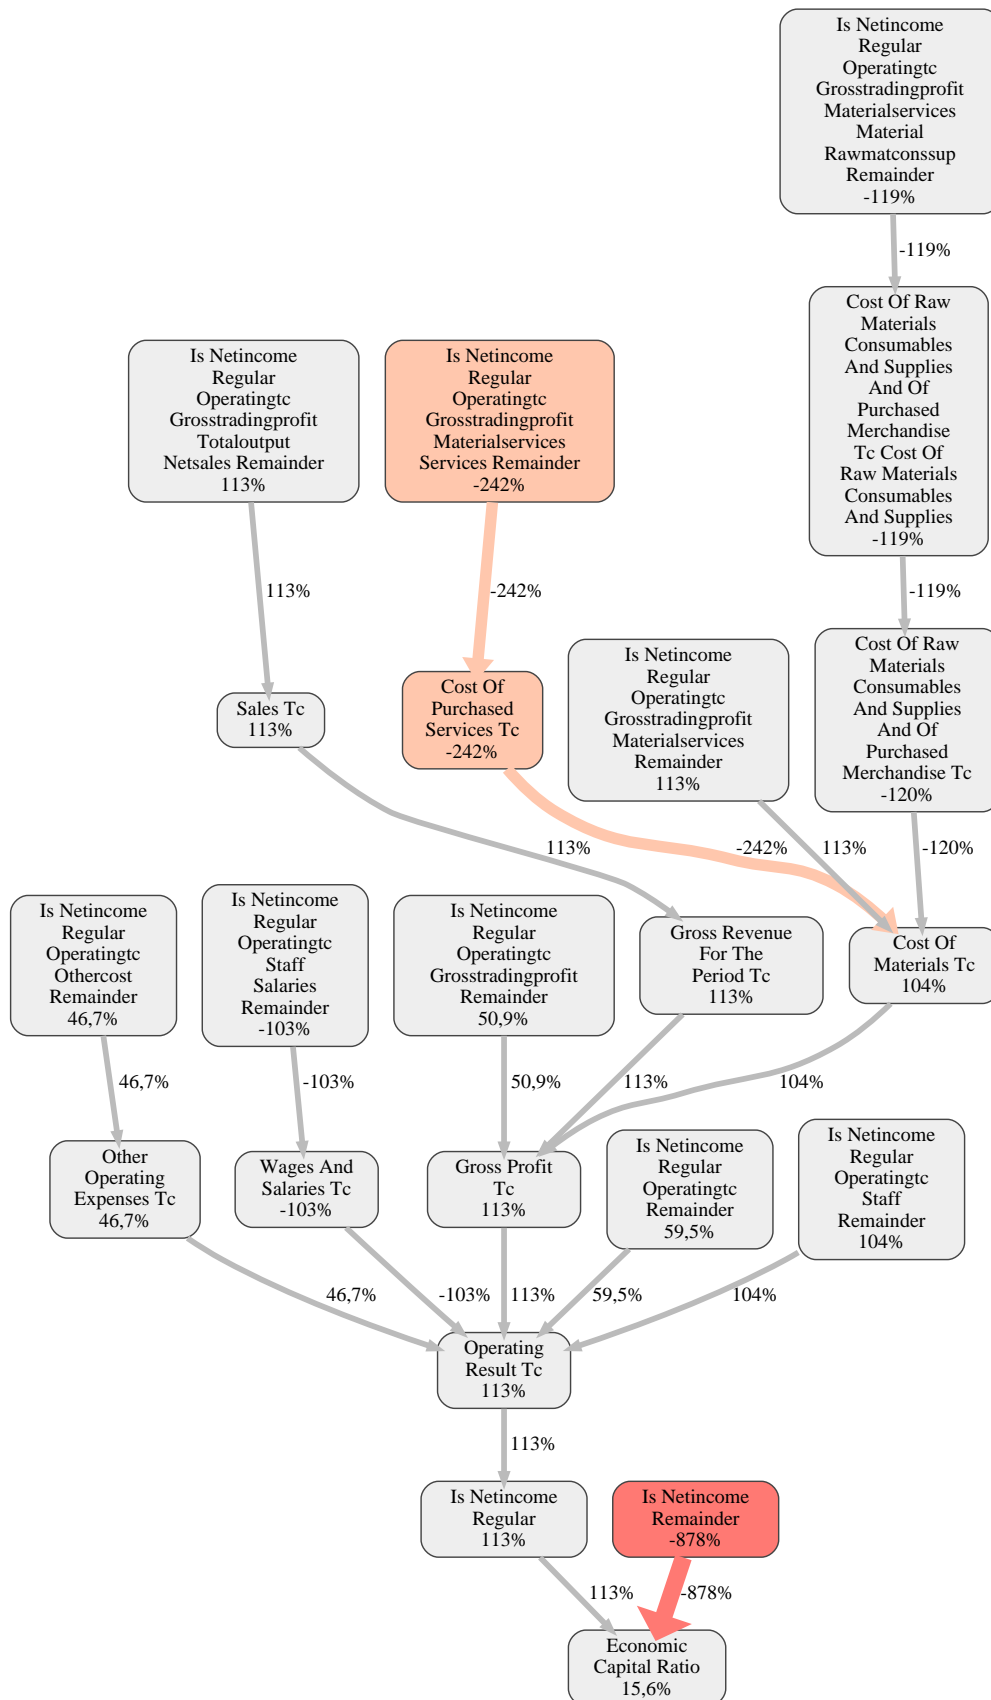 Is Netincome
Regular
Operatingtc
Grosstradingprofit
Materialservices
Material
Rawmatconssup
Remainder
-119%
-119%
Cost Of Raw
Materials
Consumables
And Supplies
And Of
Purchased
Merchandise
Tc Cost Of
Raw Materials
Consumables
And Supplies
-119%
Is Netincome
Regular
Operatingtc
Grosstradingprofit
Totaloutput
Netsales Remainder
113%
Is Netincome
Regular
Operatingtc
Grosstradingprofit
Materialservices
Services Remainder
-242%
113%
-242%
-119%
Sales Tc
113%
Cost Of
Purchased
Services Tc
-242%
Is Netincome
Regular
Operatingtc
Grosstradingprofit
Materialservices
Remainder
113%
Cost Of Raw
Materials
Consumables
And Supplies
And Of
Purchased
Merchandise Tc
-120%
113%
-242%
113%
-120%
Is Netincome
Regular
Operatingtc
Othercost
Remainder
46,7%
Is Netincome
Regular
Operatingtc
Staff
Salaries
Remainder
-103%
Is Netincome
Regular
Operatingtc
Grosstradingprofit
Remainder
50,9%
Gross Revenue
For The
Period Tc
113%
Cost Of
Materials Tc
104%
46,7%
-103%
50,9%
113%
104%
Other
Operating
Expenses Tc
46,7%
Wages And
Salaries Tc
-103%
Gross Profit
Tc
113%
Is Netincome
Regular
Operatingtc
Remainder
59,5%
Is Netincome
Regular
Operatingtc
Staff
Remainder
104%
46,7%
-103%
113%
59,5%
104%
Operating
Result Tc
113%
113%
Is Netincome
Regular
113%
Is Netincome
Remainder
-878%
113%
-878%
Economic
Capital Ratio
15,6%